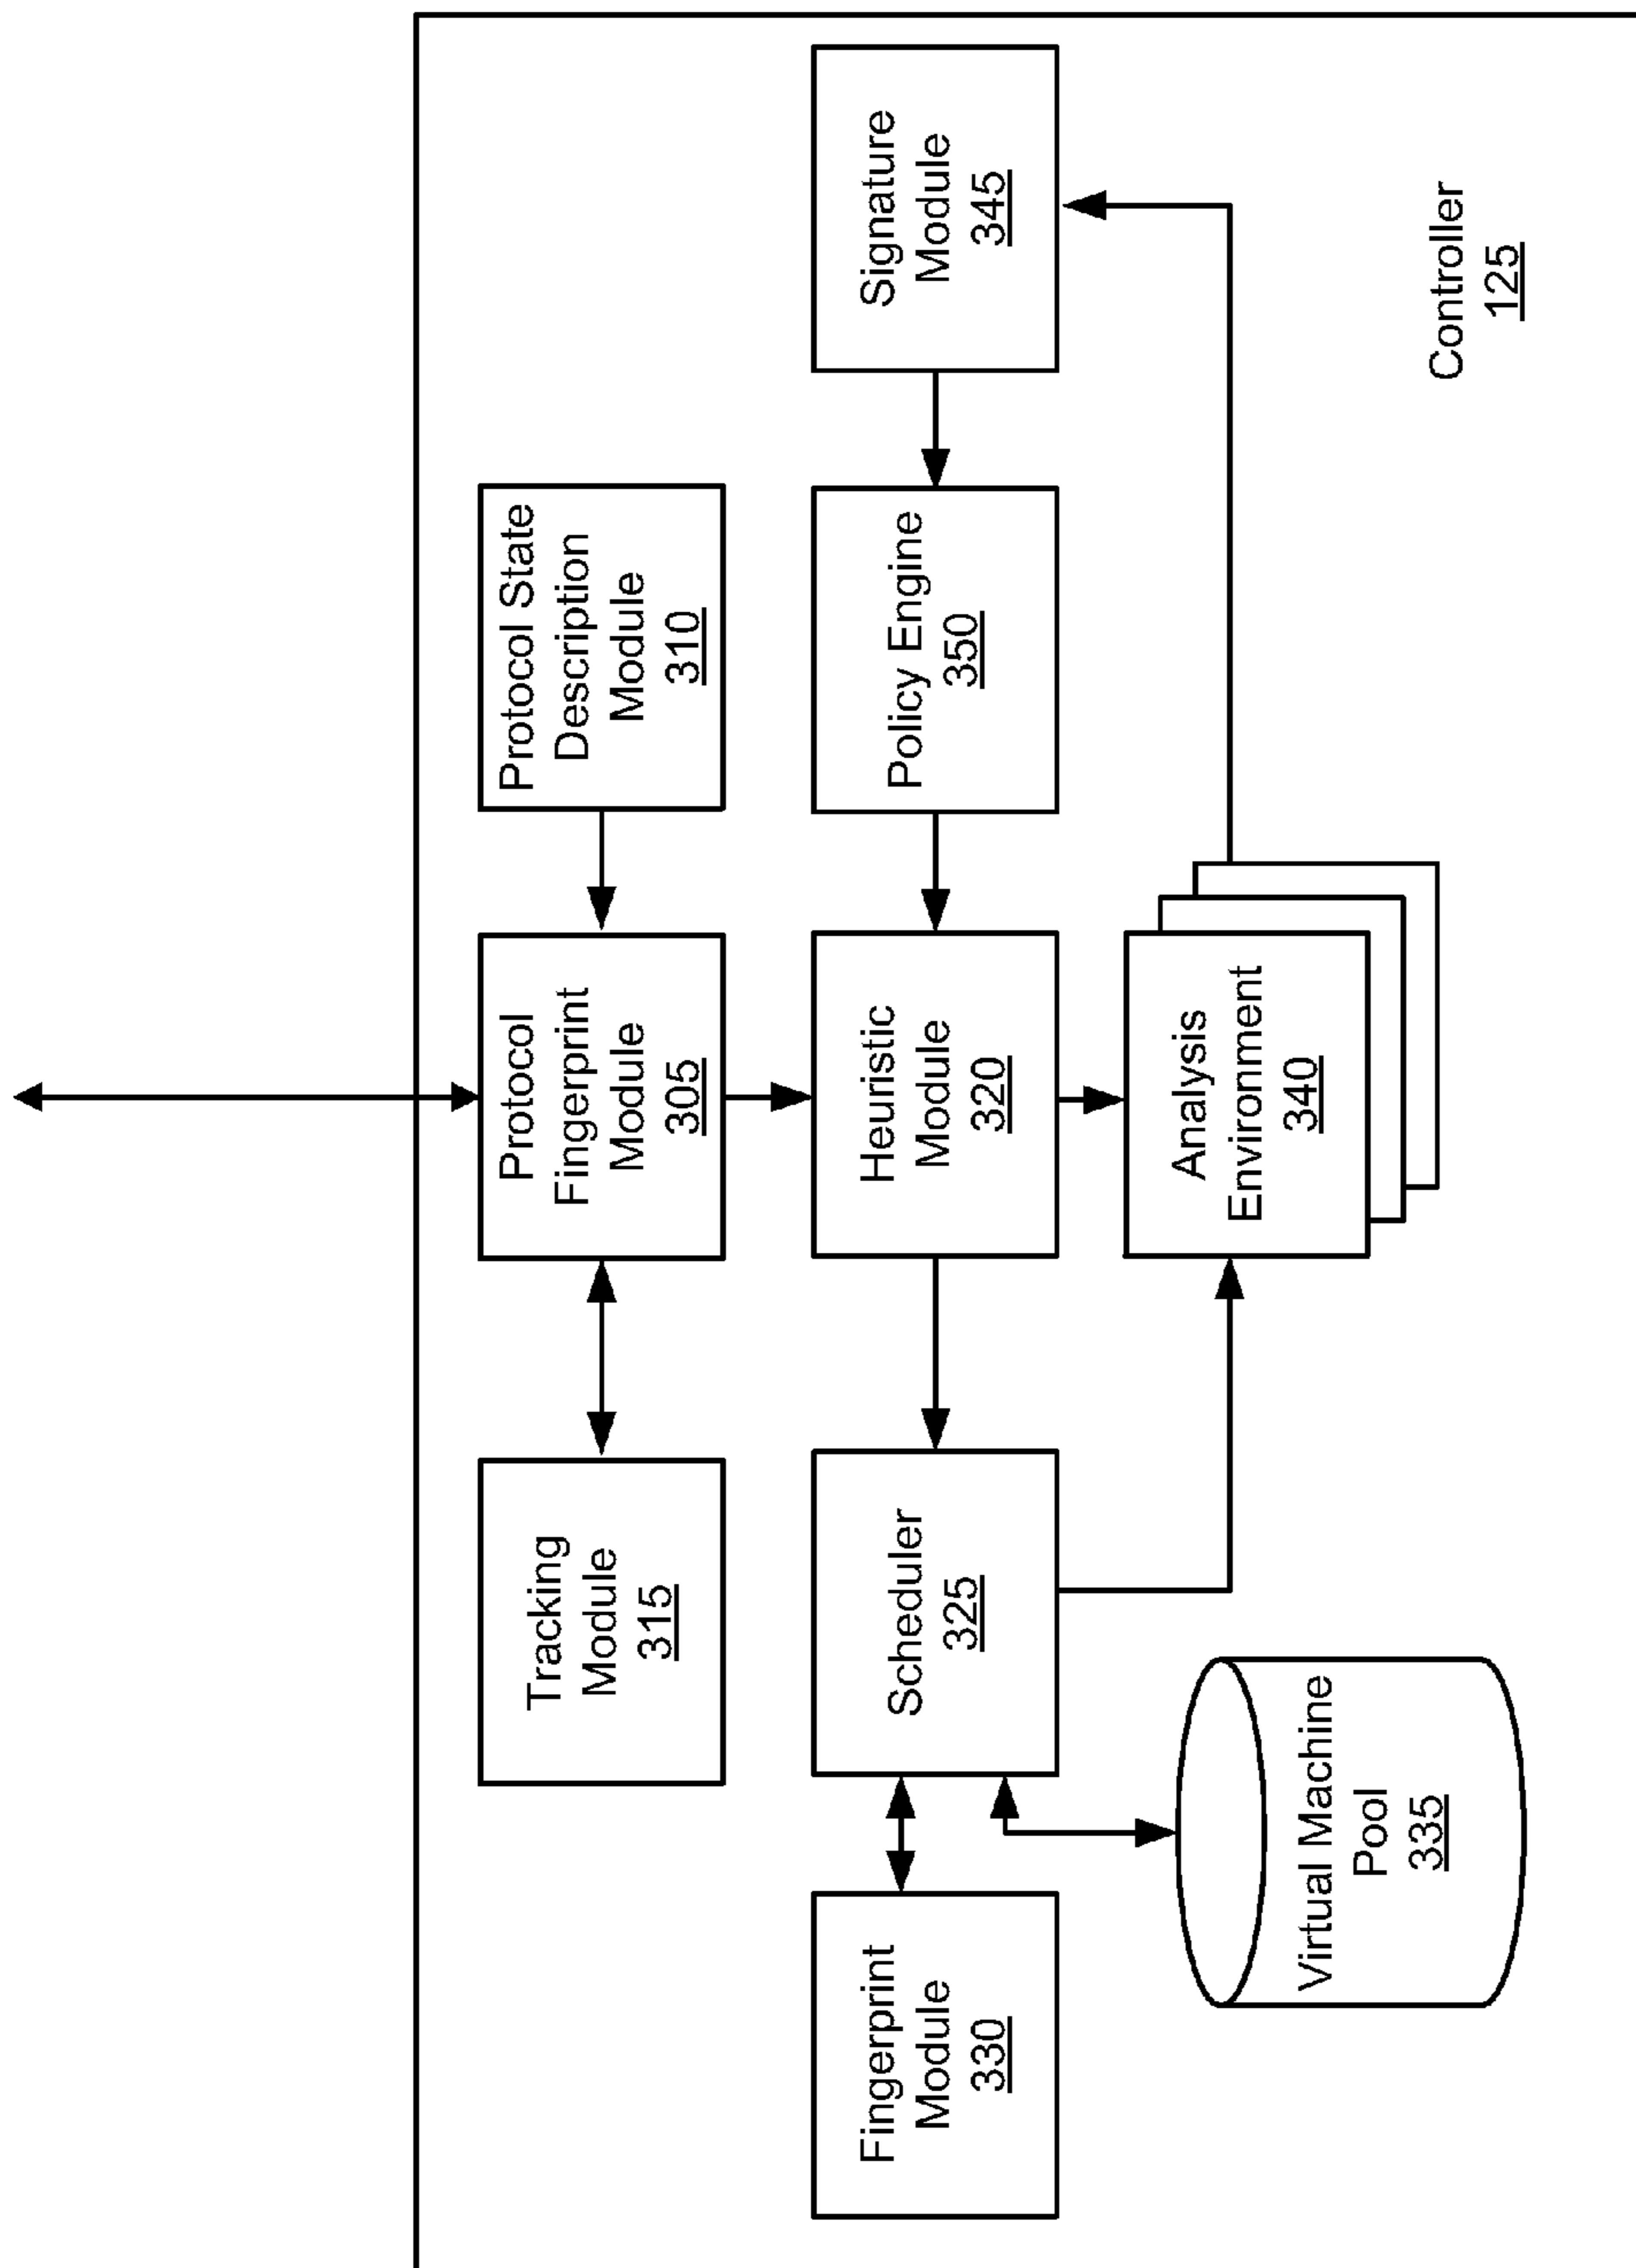 Tracking
Module
315
Protocol
Fingerprint
Module
305
Protocol State
Description
Module
310
Fingerprint
Module
330
Scheduler
325
Heuristic
Module
320
Policy Engine
350
Signature
Module
345
Virtual Machine
Pool
335
Analysis
Environment
340
Controller
125